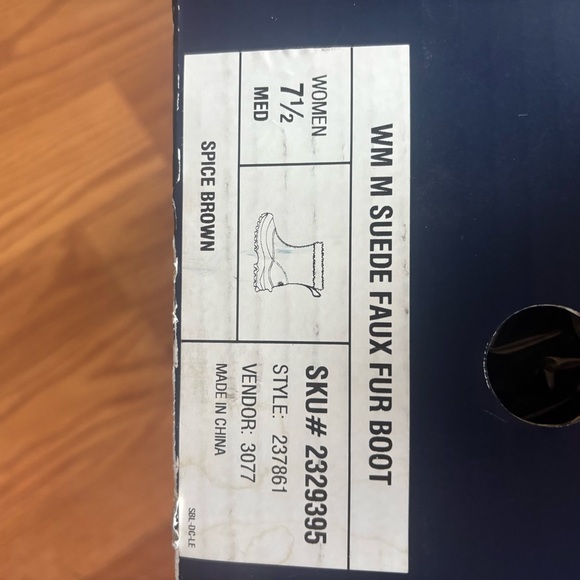 WM M SUEDE FAUX FUR BOOT
WOMEN
7½
MED
SPICE BROWN
SKU# 2329395
STYLE: 237861
VENDOR: 3077
MADE IN CHINA
SBL-DC-LE